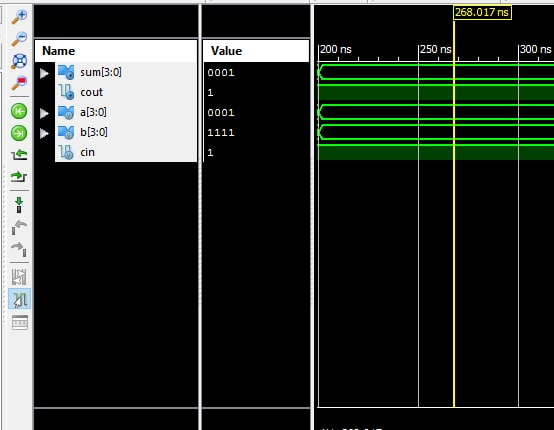 268.017 ns
Name Value
200 ns 250 ns 300 ns
sum[3:0] 0001
cout 1
a[3:0] 0001
b[3:0] 1111
cin 1